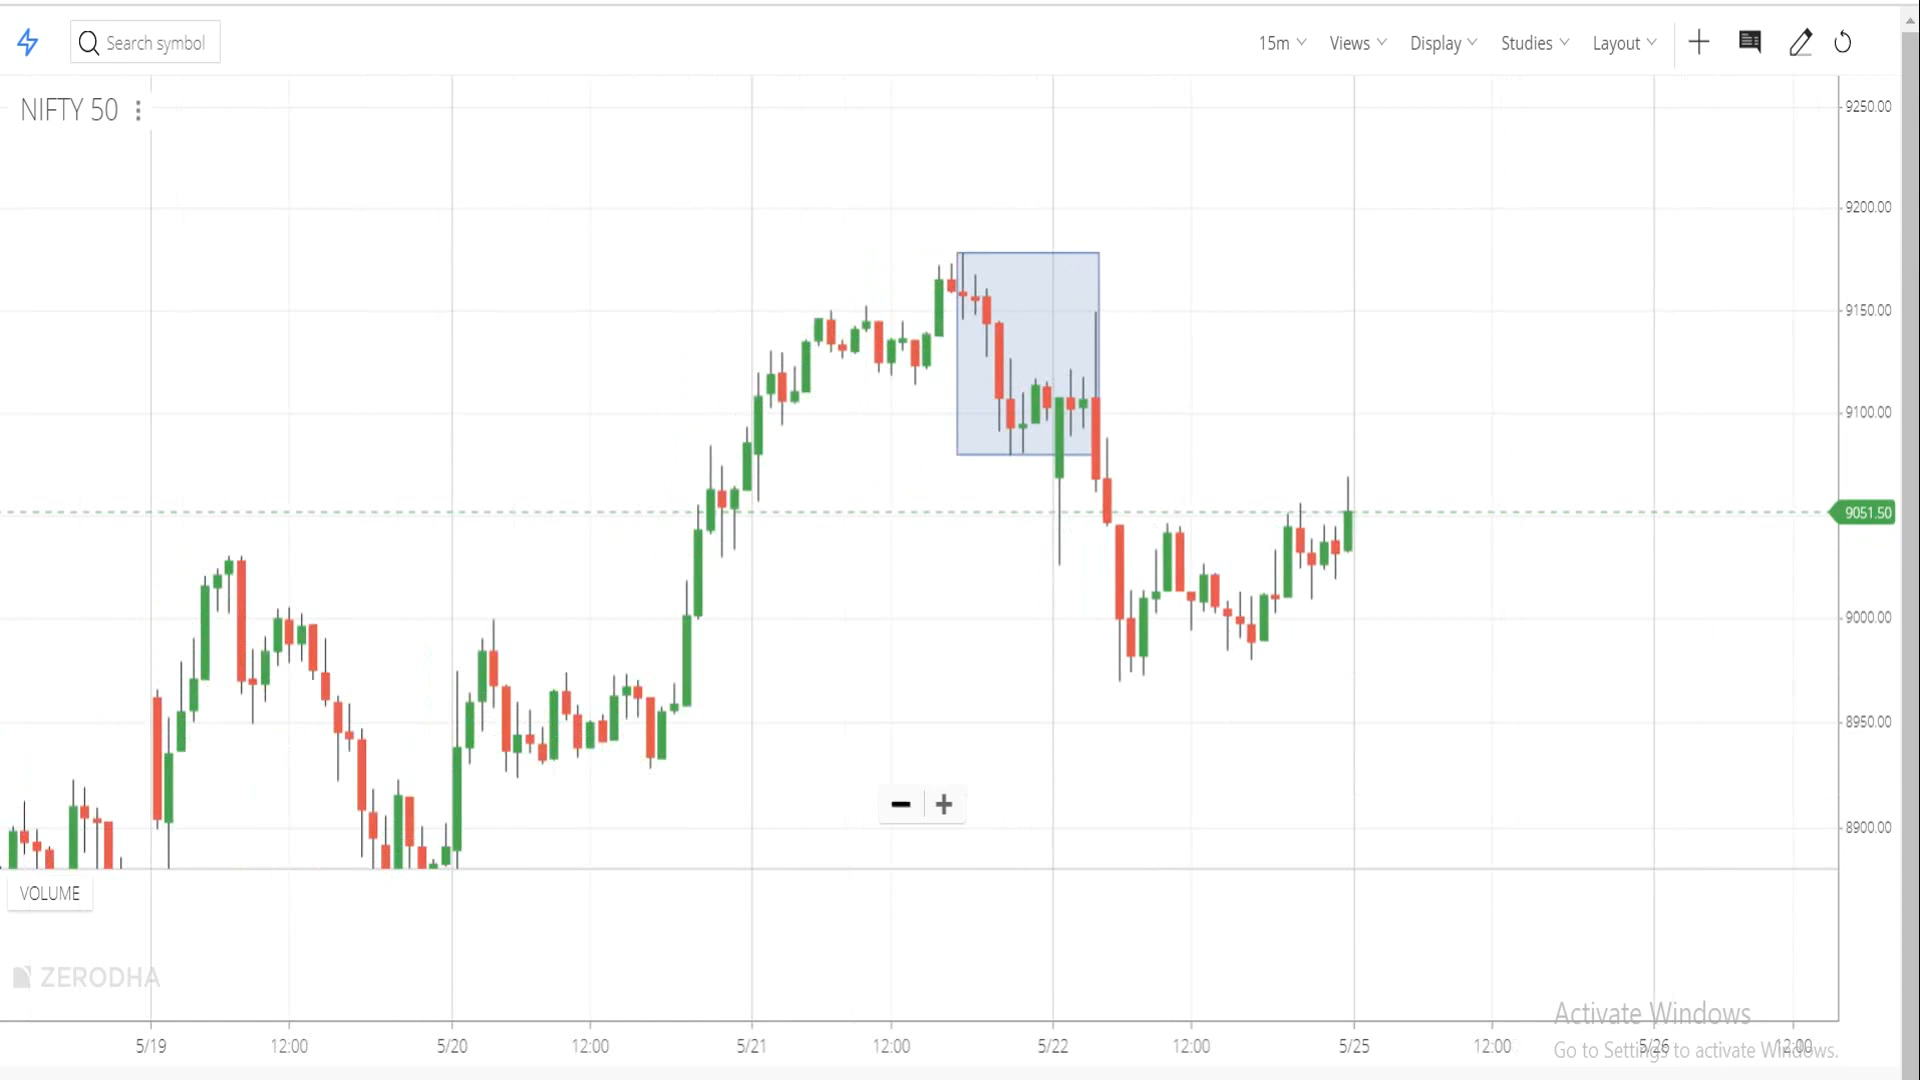 Search symbol
15m Views Display Studies Layout
NIFTY 50
9250.00
9200.00
9150.00
9100.00
9051.50
9000.00
8950.00
8900.00
VOLUME
ZERODHA
Activate Windows
5/19 12:00 5/20 12:00 5/21 12:00 5/22 12:00 5/25 12:00 5/26 12:00
Go to Settings to activate Windows.